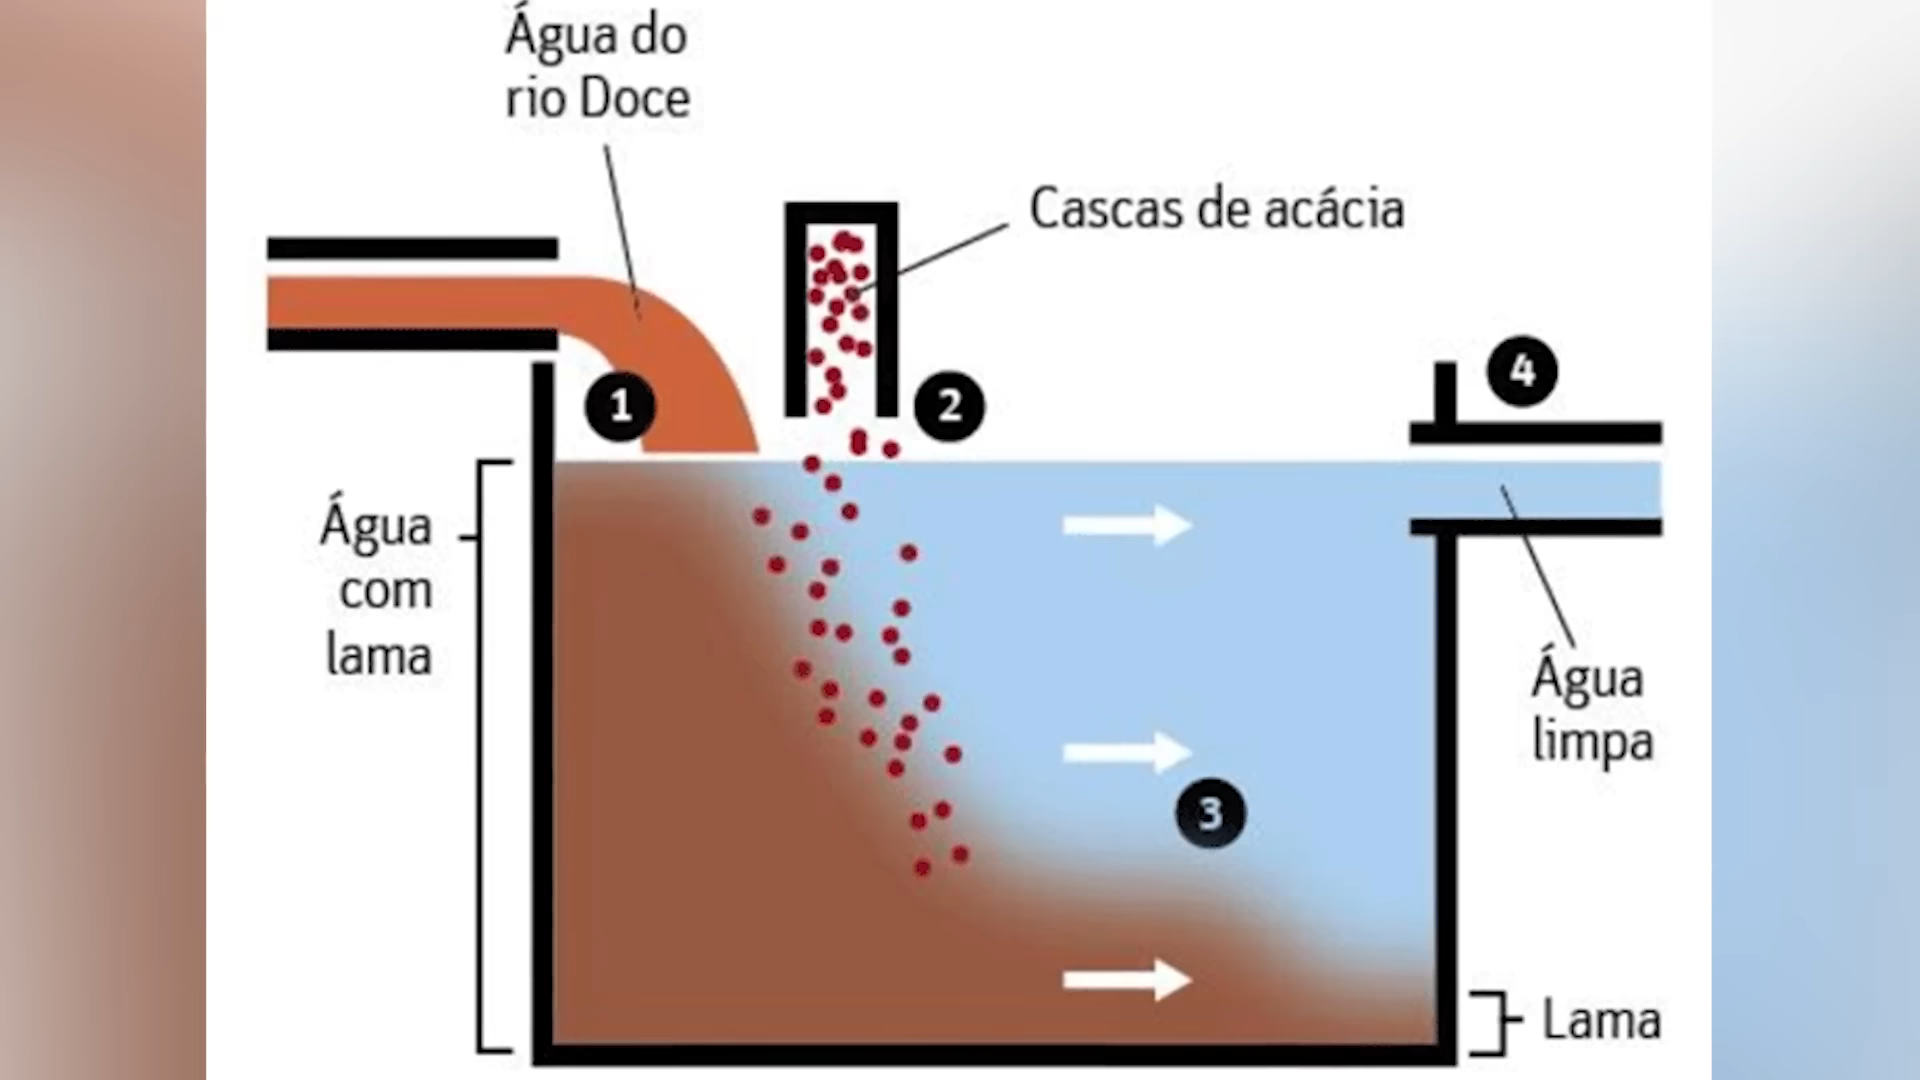 Água do
rio Doce
Cascas de acácia
1
2
4
Água
com
lama
Água
limpa
3
Lama